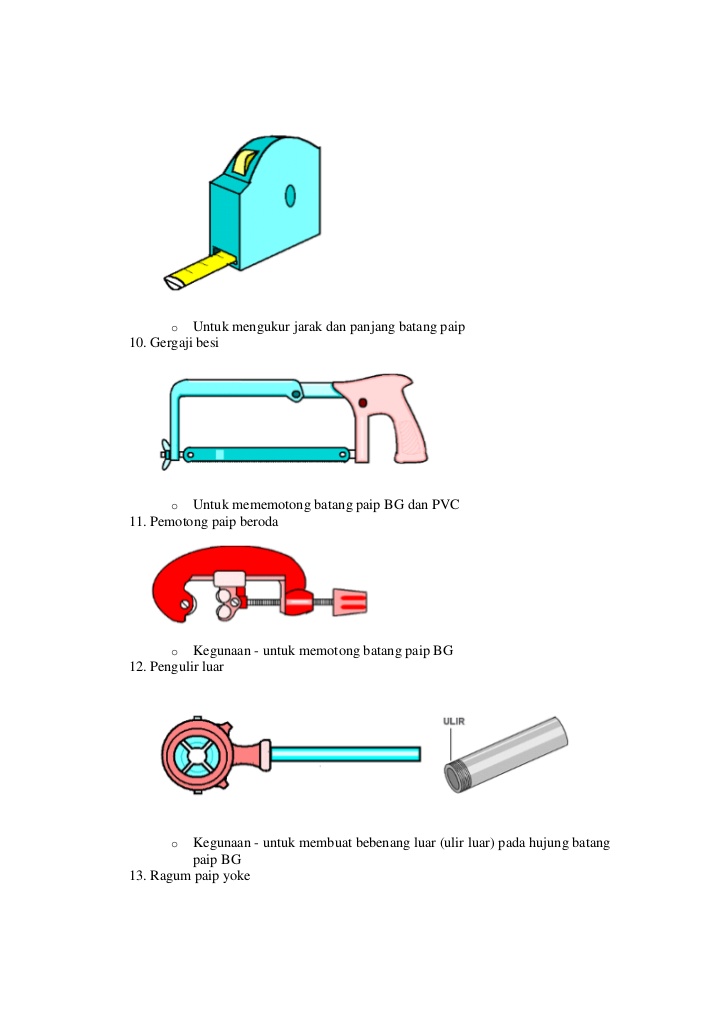 o Untuk mengukur jarak dan panjang batang paip
10. Gergaji besi
o Untuk mememotong batang paip BG dan PVC
11. Pemotong paip beroda
o Kegunaan - untuk memotong batang paip BG
12. Pengulir luar
ULIR
o Kegunaan - untuk membuat bebenang luar (ulir luar) pada hujung batang
paip BG
13. Ragum paip yoke